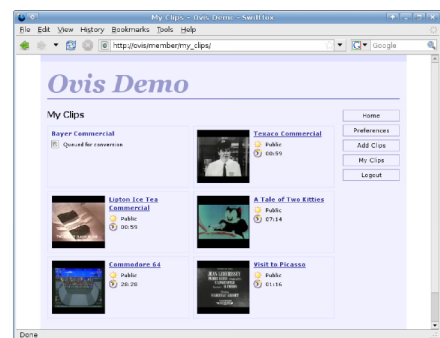 My Clips - Ovis Demo - Swiftfox
File Edit View History Bookmarks Tools Help
http://ovis/member/my_clips/
Google
Ovis Demo
My Clips
Home
Preferences
Add Clips
My Clips
Logout
Bayer Commercial
Queued for conversion
Texaco Commercial
Public
00:59
Lipton Ice Tea
Commercial
Public
00:59
A Tale of Two Kitties
Public
07:14
Commodore 64
Public
28:28
Visit to Picasso
Public
01:16
Done